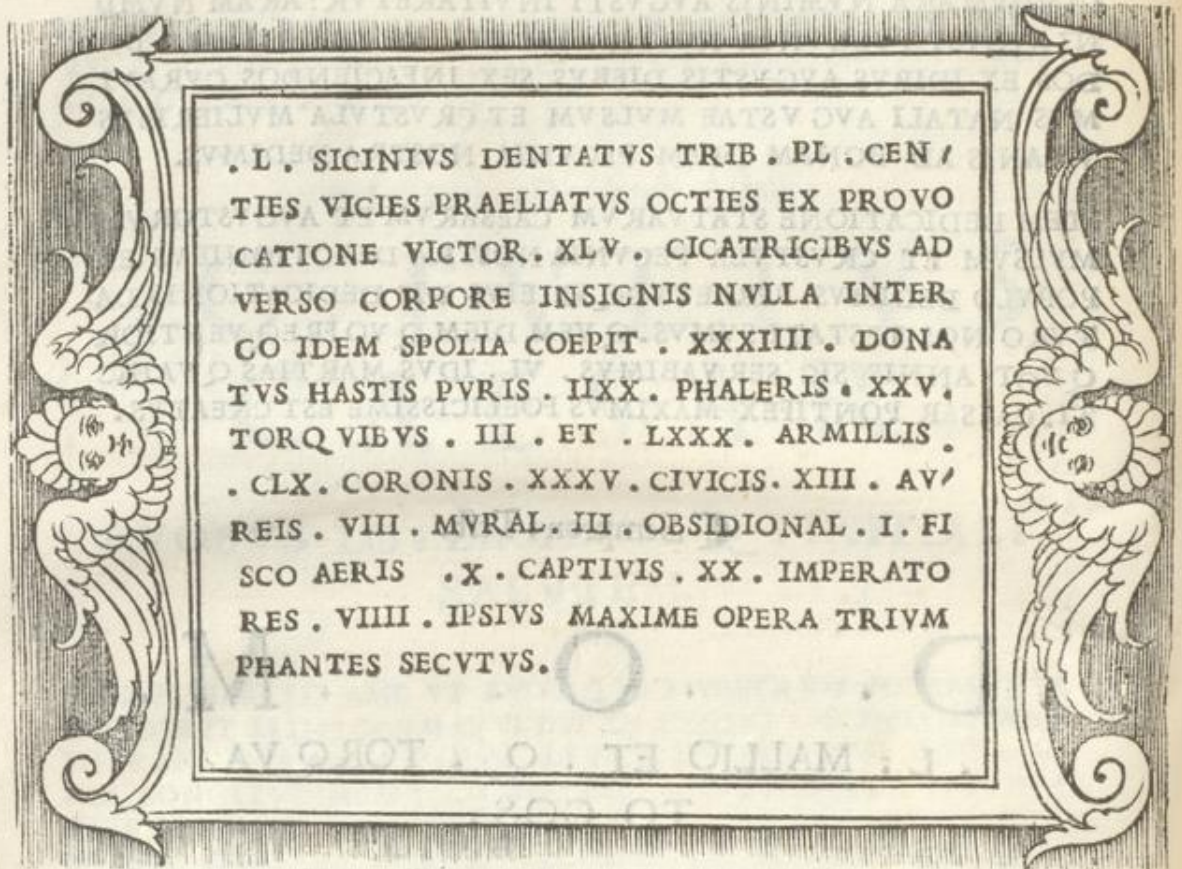 . L . SICINIVS DENTATVS TRIB . PL . CEN/
TIES VICIES PRAELIATVS OCTIES EX PROVO
CATIONE VICTOR . XLV . CICATRICIBVS AD
VERSO CORPORE INSIGNIS NVLLA INTER
GO IDEM SPOLIA COEPIT . XXXIIII . DONA
TVS HASTIS PVRIS . IIXX . PHALERIS . XXV .
TORQVIBVS . III . ET . LXXX . ARMILLIS .
. CLX . CORONIS . XXXV . CIVICIS . XIII . AV/
REIS . VIII . MVRAL . III . OBSIDIONAL . I . FI
SCO AERIS . X . CAPTIVIS . XX . IMPERATO
RES . VIIII . IPSIVS MAXIME OPERA TRIVM
PHANTES SECVTVS .